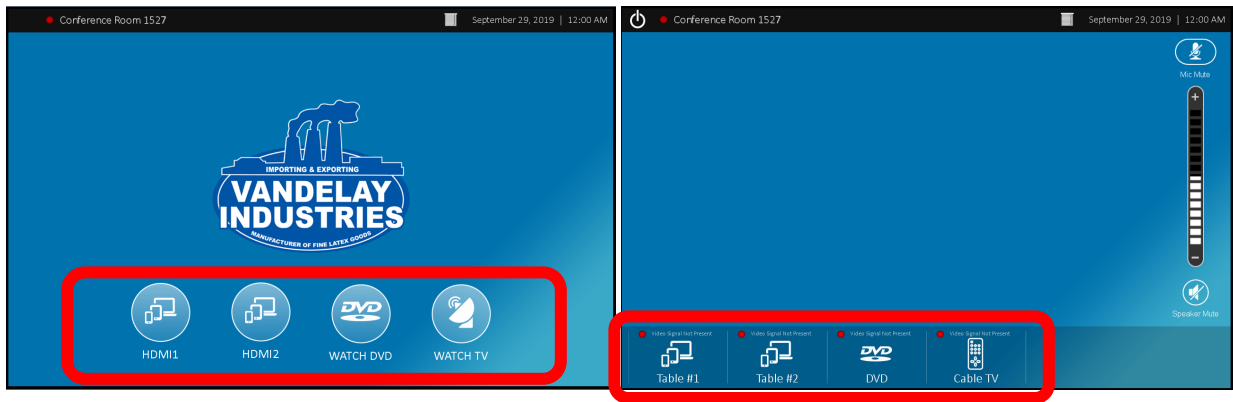 Conference Room 1527
September 29, 2019 | 12:00 AM
IMPORTING & EXPORTING
VANDELAY
INDUSTRIES
MANUFACTURER OF FINE LATEX GOODS
HDMI1
HDMI2
DVD
WATCH DVD
WATCH TV
Conference Room 1527
September 29, 2019 | 12:00 AM
Mic Mute
+
−
Speaker Mute
Video Signal Not Present
Video Signal Not Present
Video Signal Not Present
Video Signal Not Present
DVD
Table #1
Table #2
DVD
Cable TV